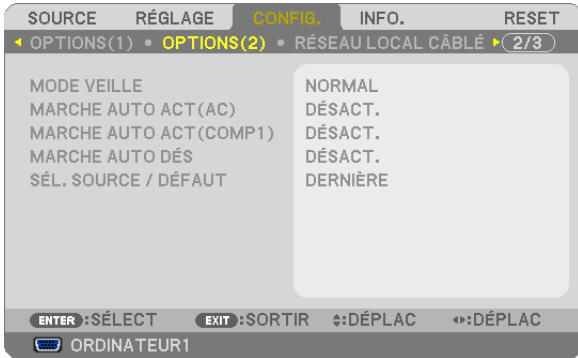 SOURCE RÉGLAGE CONFIG. INFO. RESET
OPTIONS(1) • OPTIONS(2) • RÉSEAU LOCAL CÂBLÉ 2/3
MODE VEILLE NORMAL
MARCHE AUTO ACT(AC) DÉSACT.
MARCHE AUTO ACT(COMP1) DÉSACT.
MARCHE AUTO DÉS DÉSACT.
SÉL. SOURCE / DÉFAUT DERNIÈRE
ENTER :SÉLECT EXIT :SORTIR :DÉPLAC :DÉPLAC
ORDINATEUR1